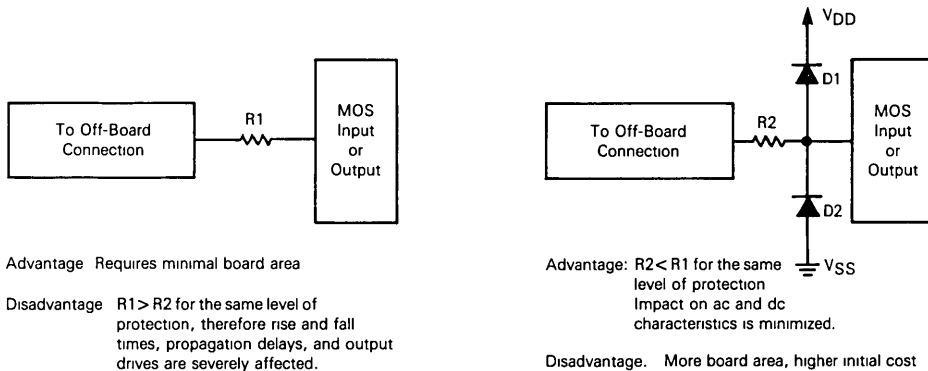 To Off-Board
Connection
R1
MOS
Input
or
Output
Advantage Requires minimal board area
Disadvantage R1> R2 for the same level of
protection, therefore rise and fall
times, propagation delays, and output
drives are severely affected.
VDD
D1
To Off-Board
Connection
R2
MOS
Input
or
Output
D2
VSS
Advantage: R2< R1 for the same
level of protection
Impact on ac and dc
characteristics is minimized.
Disadvantage. More board area, higher initial cost